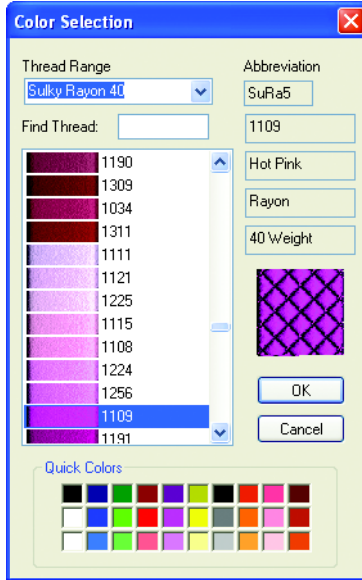 Color Selection
Thread Range
Abbreviation
Sulky Rayon 40
SuRa5
Find Thread:
1109
Hot Pink
Rayon
40 Weight
1190
1309
1034
1311
1111
1121
1225
1115
1108
1224
1256
1109
1191
OK
Cancel
Quick Colors